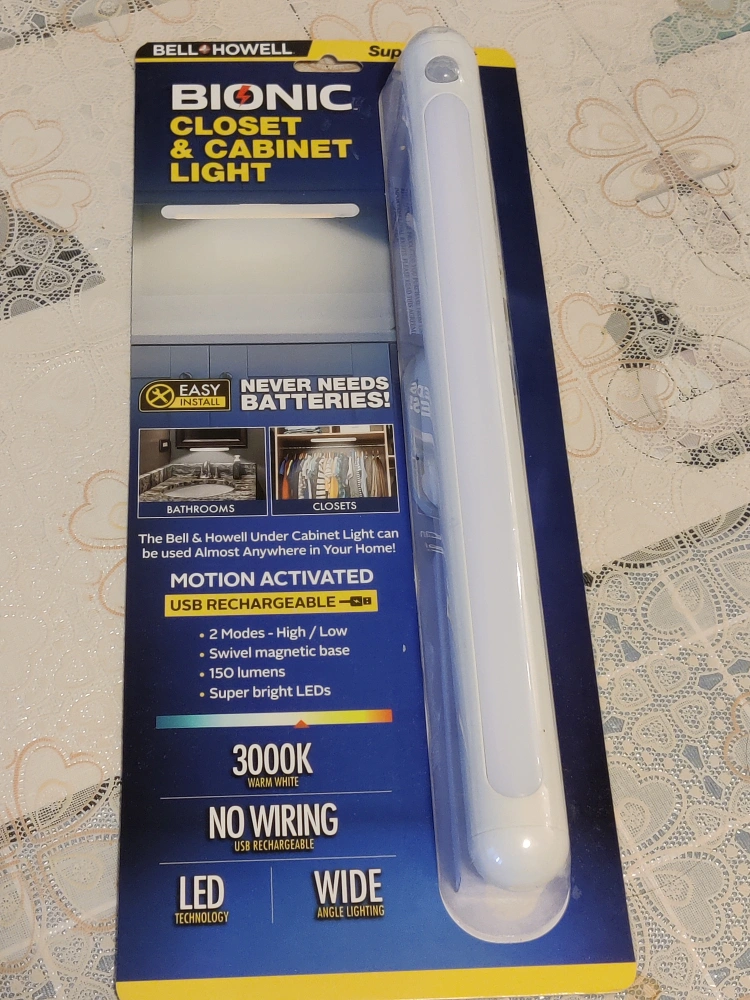 BELL+HOWELL
Sup
BIONIC
CLOSET
& CABINET
LIGHT
EASY
INSTALL
NEVER NEEDS
BATTERIES!
BATHROOMS
CLOSETS
The Bell & Howell Under Cabinet Light can
be used Almost Anywhere in Your Home!
MOTION ACTIVATED
USB RECHARGEABLE
• 2 Modes - High / Low
• Swivel magnetic base
• 150 lumens
• Super bright LEDs
3000K
WARM WHITE
NO WIRING
USB RECHARGEABLE
LED
TECHNOLOGY
WIDE
ANGLE LIGHTING